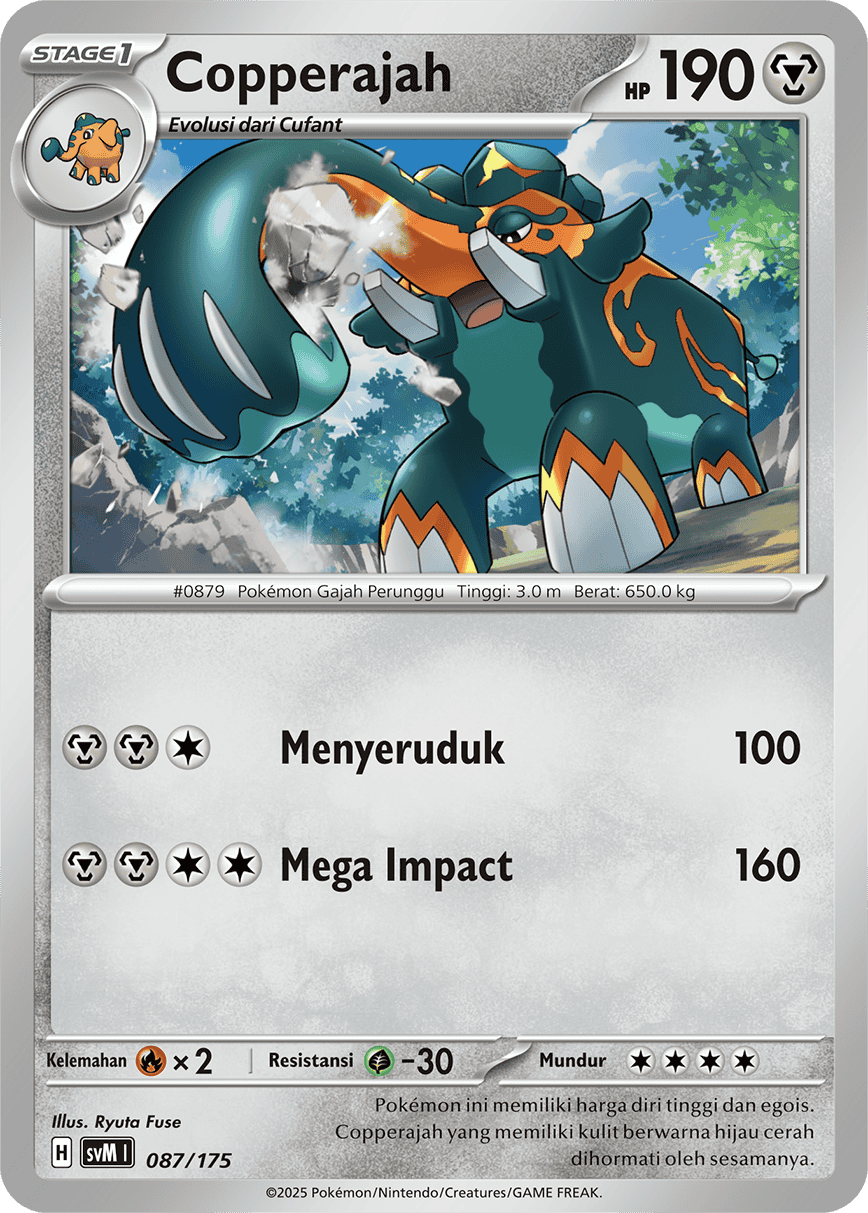 STAGE1
Copperajah
HP 190
Evolusi dari Cufant
#0879 Pokémon Gajah Perunggu Tinggi: 3.0 m Berat: 650.0 kg
Menyeruduk 100
Mega Impact 160
Kelemahan ×2 Resistansi -30 Mundur
Illus. Ryuta Fuse
Pokémon ini memiliki harga diri tinggi dan egois.
Copperajah yang memiliki kulit berwarna hijau cerah
dihormati oleh sesamanya.
H svM I 087/175
©2025 Pokémon/Nintendo/Creatures/GAME FREAK.